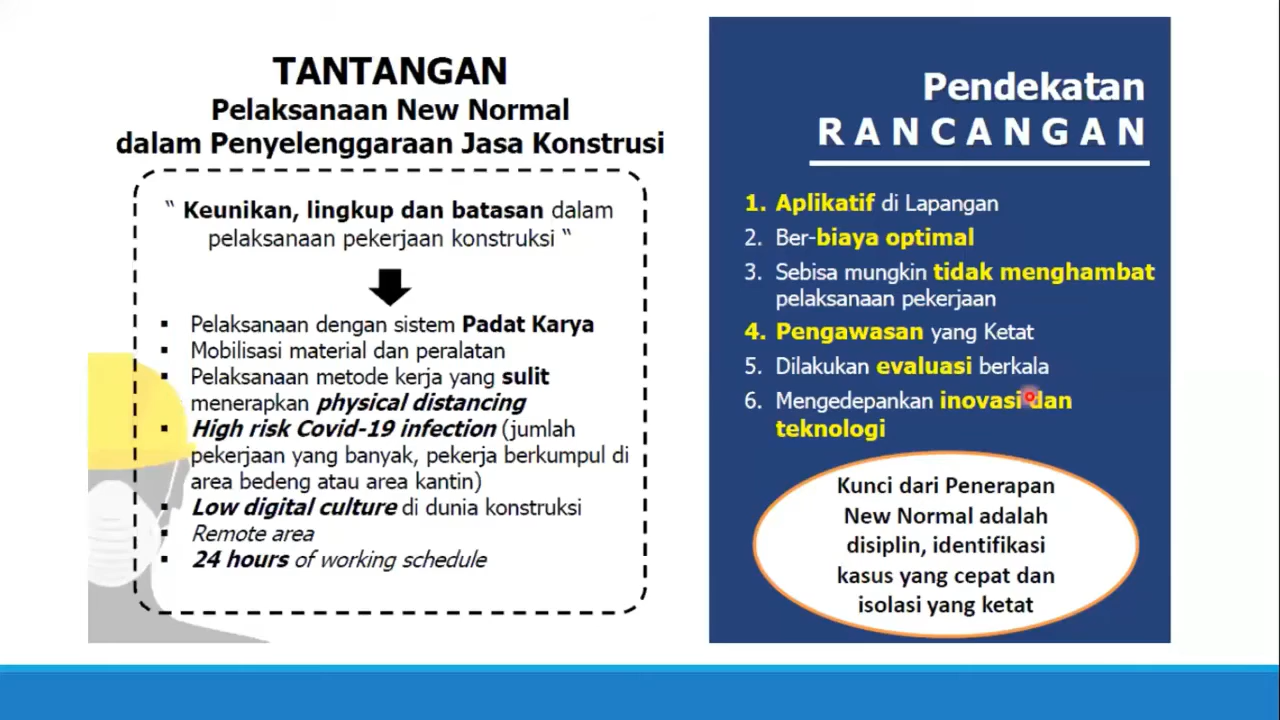 TANTANGAN
Pelaksanaan New Normal
dalam Penyelenggaraan Jasa Konstrusi
“ Keunikan, lingkup dan batasan dalam
pelaksanaan pekerjaan konstruksi “
▪ Pelaksanaan dengan sistem Padat Karya
▪ Mobilisasi material dan peralatan
▪ Pelaksanaan metode kerja yang sulit
menerapkan physical distancing
▪ High risk Covid-19 infection (jumlah
pekerjaan yang banyak, pekerja berkumpul di
area bedeng atau area kantin)
▪ Low digital culture di dunia konstruksi
▪ Remote area
▪ 24 hours of working schedule
Pendekatan
RANCANGAN
1. Aplikatif di Lapangan
2. Ber-biaya optimal
3. Sebisa mungkin tidak menghambat
pelaksanaan pekerjaan
4. Pengawasan yang Ketat
5. Dilakukan evaluasi berkala
6. Mengedepankan inovasi dan
teknologi
Kunci dari Penerapan
New Normal adalah
disiplin, identifikasi
kasus yang cepat dan
isolasi yang ketat